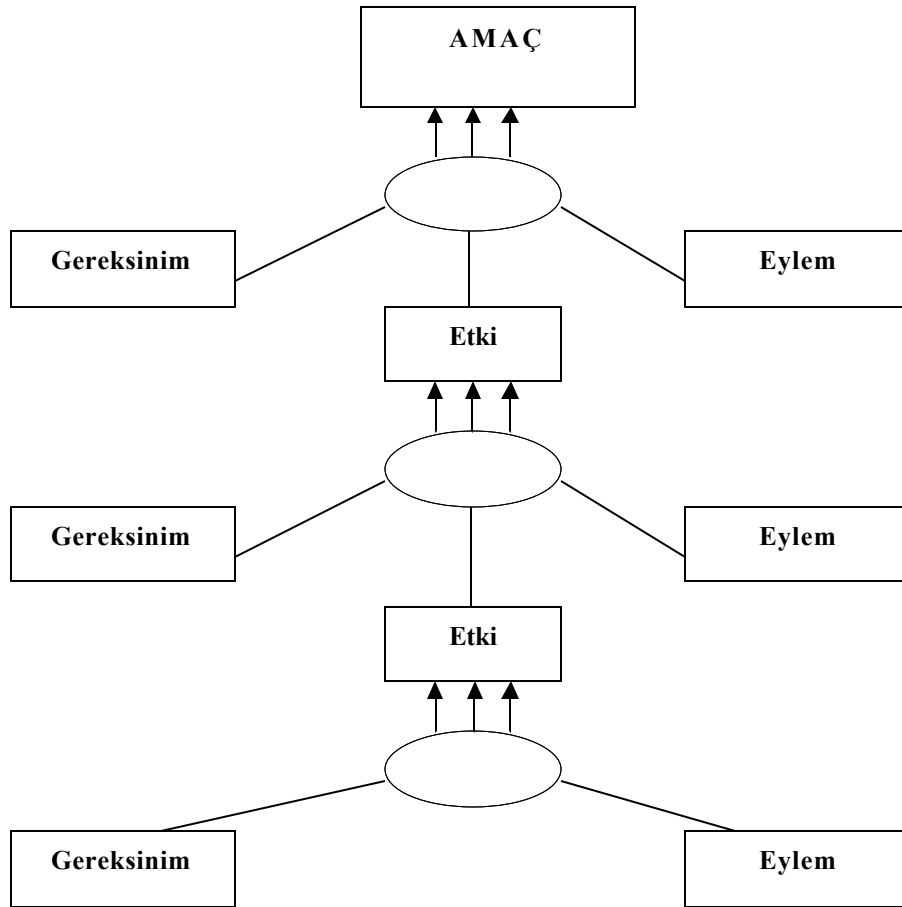 AMAÇ
Gereksinim
Eylem
Etki
Gereksinim
Eylem
Etki
Gereksinim
Eylem